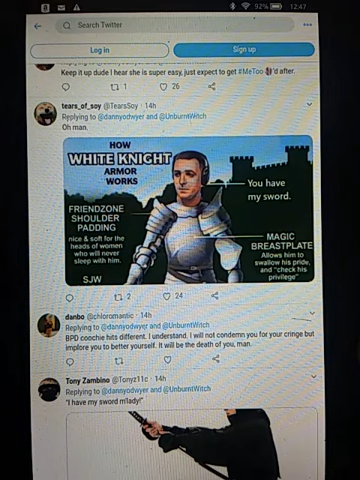 92% 12:47
Search Twitter
Log in
Sign up
Keep it up dude I hear she is super easy, just expect to get #MeToo 'd after.
1 26
tears_of_soy @TearsSoy · 14h
Replying to @dannyodwyer and @UnburntWitch
Oh man.
HOW
WHITE KNIGHT
ARMOR
WORKS
You have
my sword.
FRIENDZONE
SHOULDER
PADDING
nice & soft for the
heads of women
who will never
sleep with him.
MAGIC
BREASTPLATE
Allows him to
swallow his pride,
and "check his
privilege"
SJW
2 24
danbo @chloromantic · 14h
Replying to @dannyodwyer and @UnburntWitch
BPD coochie hits different. I understand. I will not condemn you for your cringe but
implore you to better yourself. It will be the death of you, man.
Tony Zambino @Tonyz11c · 14h
Replying to @dannyodwyer and @UnburntWitch
"I have my sword m'lady!"